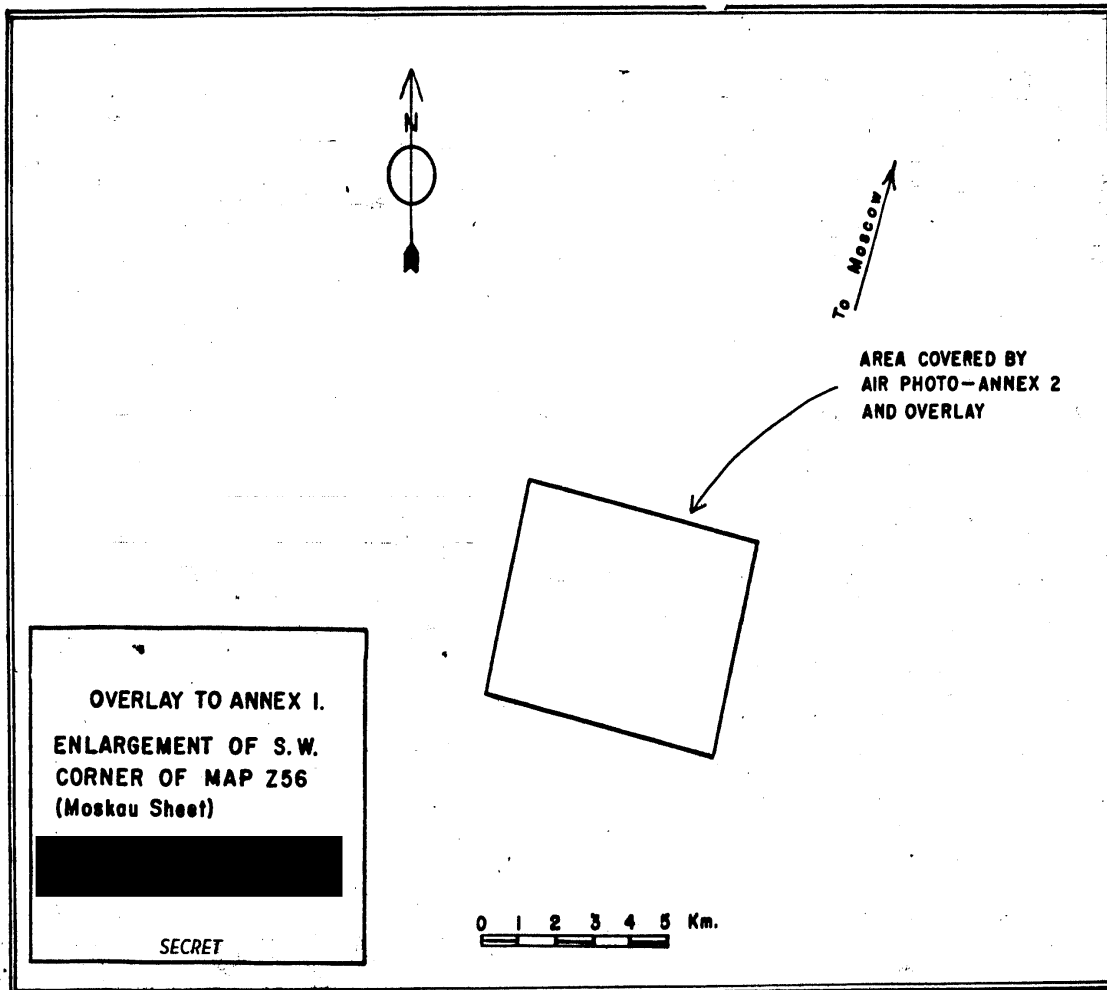 N
To Moscow
AREA COVERED BY
AIR PHOTO—ANNEX 2
AND OVERLAY
OVERLAY TO ANNEX 1.
ENLARGEMENT OF S.W.
CORNER OF MAP Z56
(Moskau Sheet)
SECRET
0 1 2 3 4 5 Km.